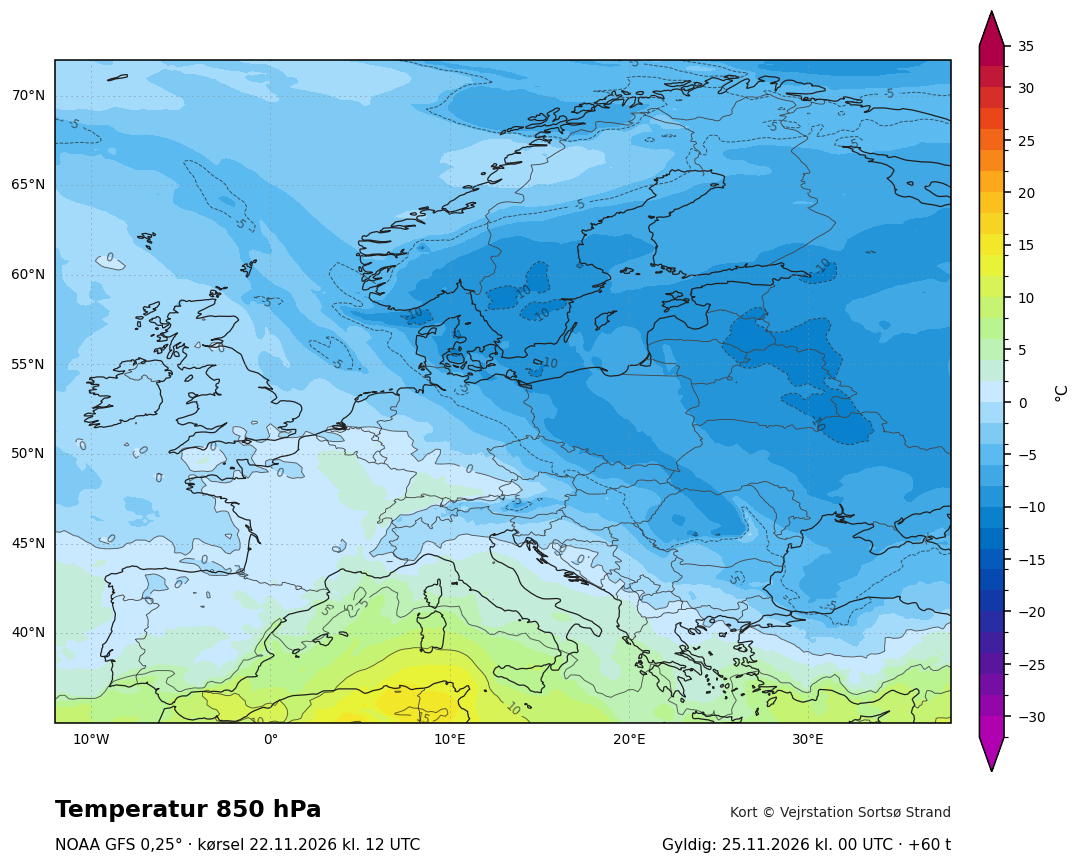 70°N
65°N
60°N
55°N
50°N
45°N
40°N
10°W 0° 10°E 20°E 30°E
35
30
25
20
15
10
5
0
−5
−10
−15
−20
−25
−30
°C
Temperatur 850 hPa
Kort © Vejrstation Sortsø Strand
NOAA GFS 0,25° · kørsel 22.11.2026 kl. 12 UTC
Gyldig: 25.11.2026 kl. 00 UTC · +60 t